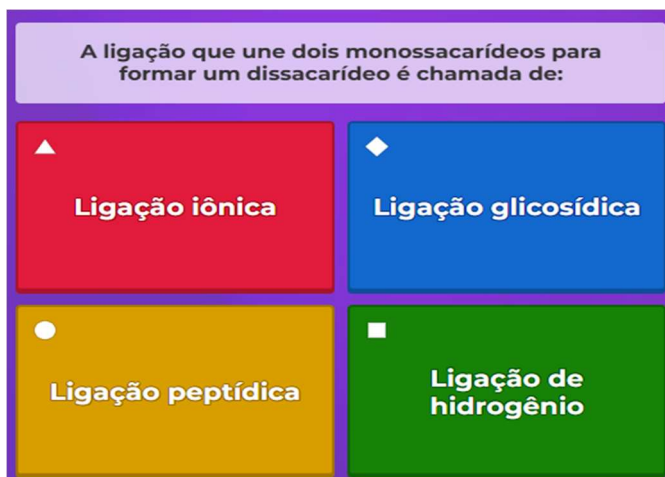 A ligação que une dois monossacarídeos para
formar um dissacarídeo é chamada de:
Ligação iônica
Ligação glicosídica
Ligação peptídica
Ligação de
hidrogênio